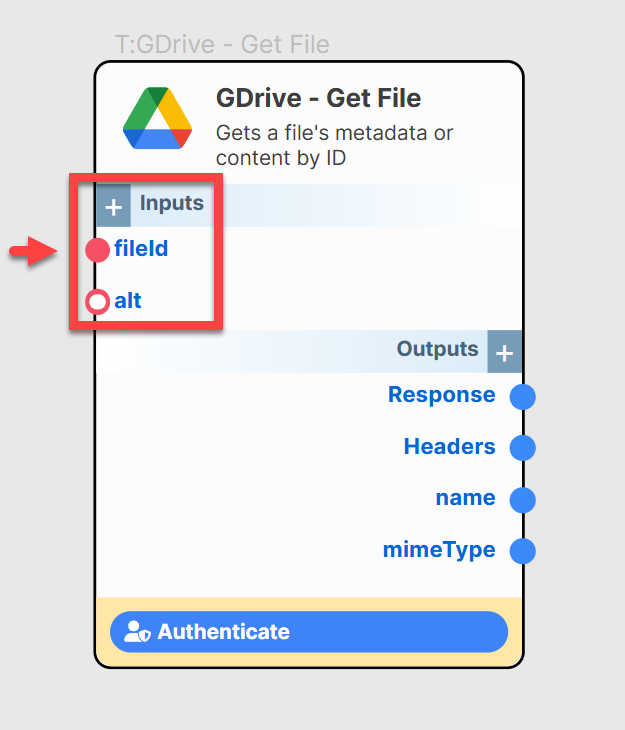 T:GDrive - Get File
GDrive - Get File
Gets a file's metadata or
content by ID
+ Inputs
fileId
alt
Outputs +
Response
Headers
name
mimeType
Authenticate